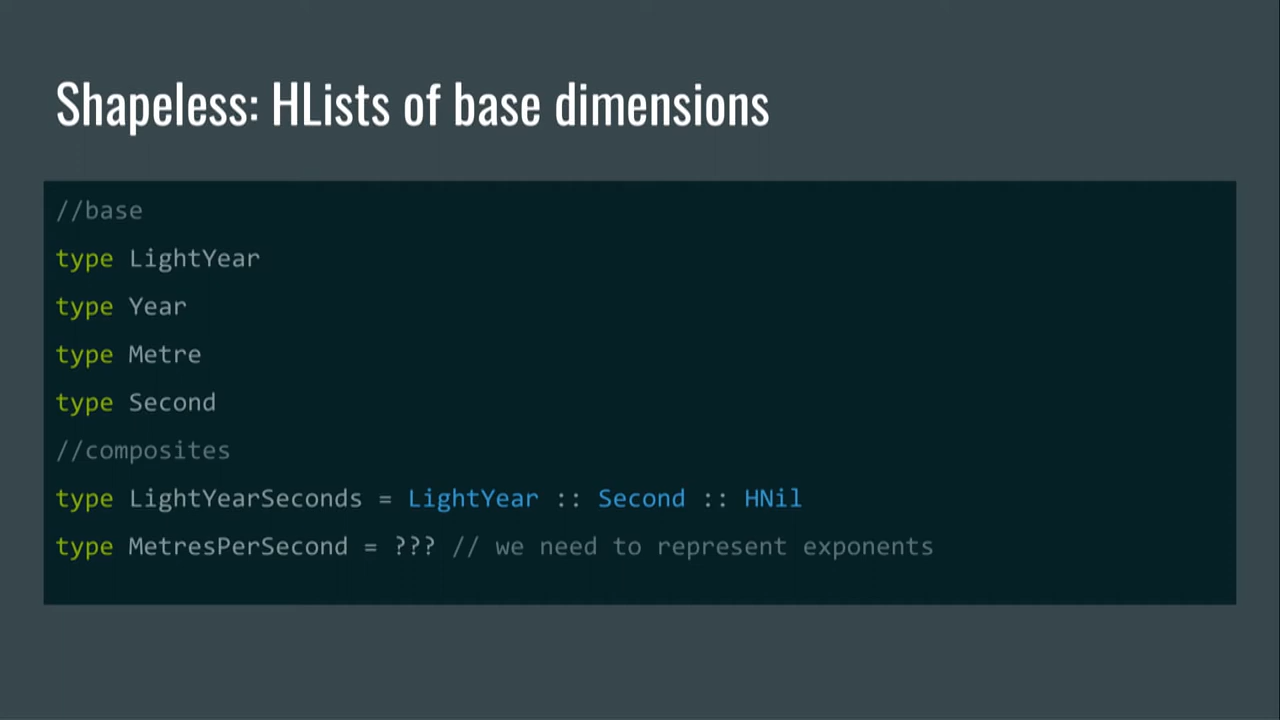 Shapeless: HLists of base dimensions
//base
type LightYear
type Year
type Metre
type Second
//composites
type LightYearSeconds = LightYear :: Second :: HNil
type MetresPerSecond = ??? // we need to represent exponents